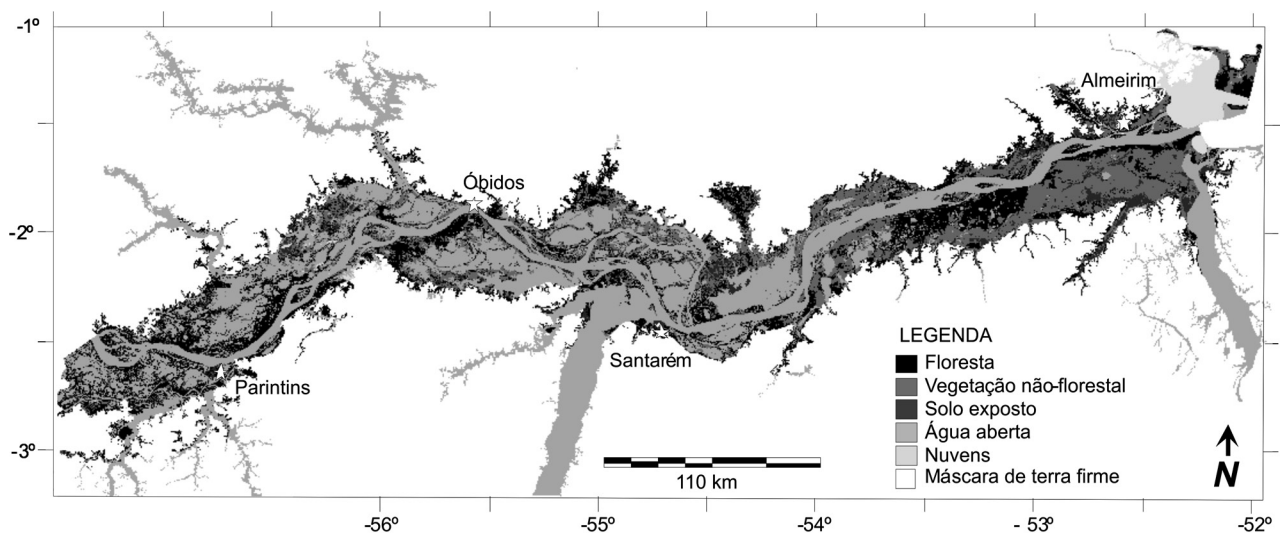 -1º
Almeirim
Óbidos
-2º
Santarém
Parintins
-3º
LEGENDA
Floresta
Vegetação não-florestal
Solo exposto
Água aberta
Nuvens
Máscara de terra firme
110 km
N
-56º
-55º
-54º
- 53º
-52º